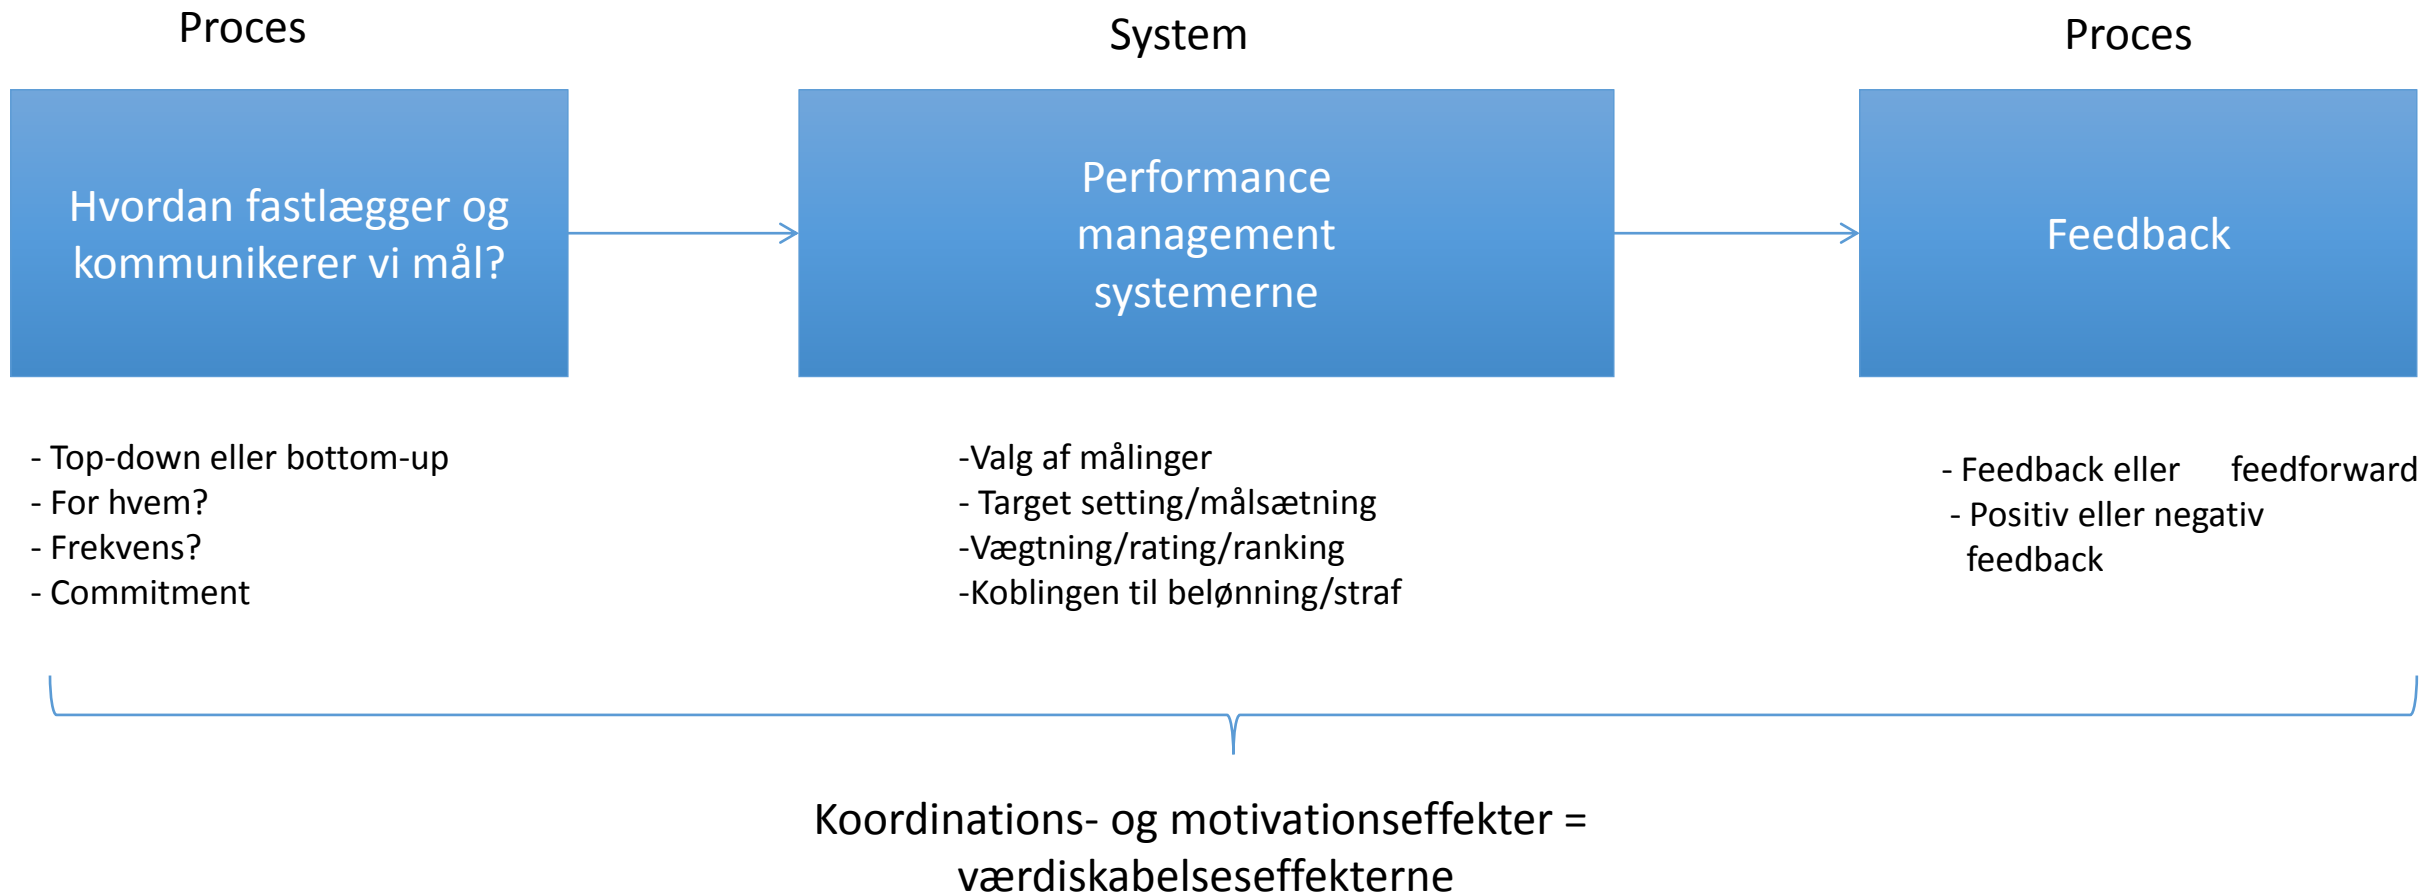 Proces
Hvordan fastlægger og
kommunikerer vi mål?
- Top-down eller bottom-up
- For hvem?
- Frekvens?
- Commitment
System
Performance
management
systemerne
-Valg af målinger
- Target setting/målsætning
-Vægtning/rating/ranking
-Koblingen til belønning/straf
Proces
Feedback
- Feedback eller feedforward
- Positiv eller negativ
feedback
Koordinations- og motivationseffekter =
værdiskabelseseffekterne